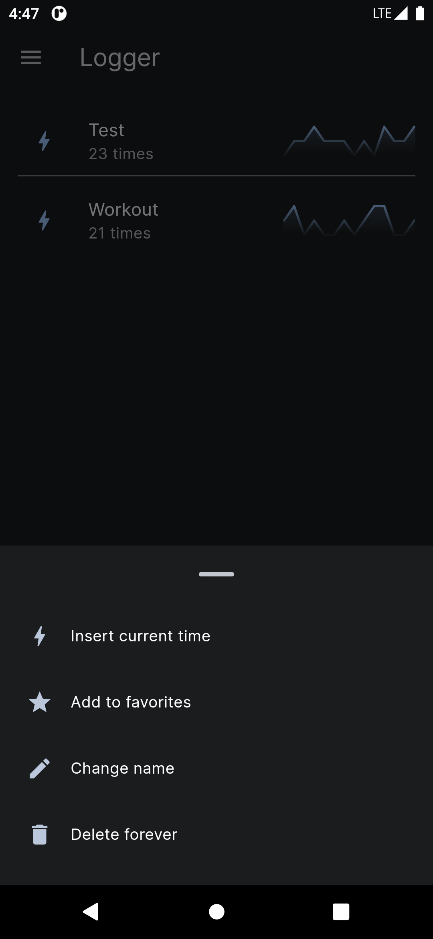 4:47
LTE
Logger
Test
23 times
Workout
21 times
Insert current time
Add to favorites
Change name
Delete forever